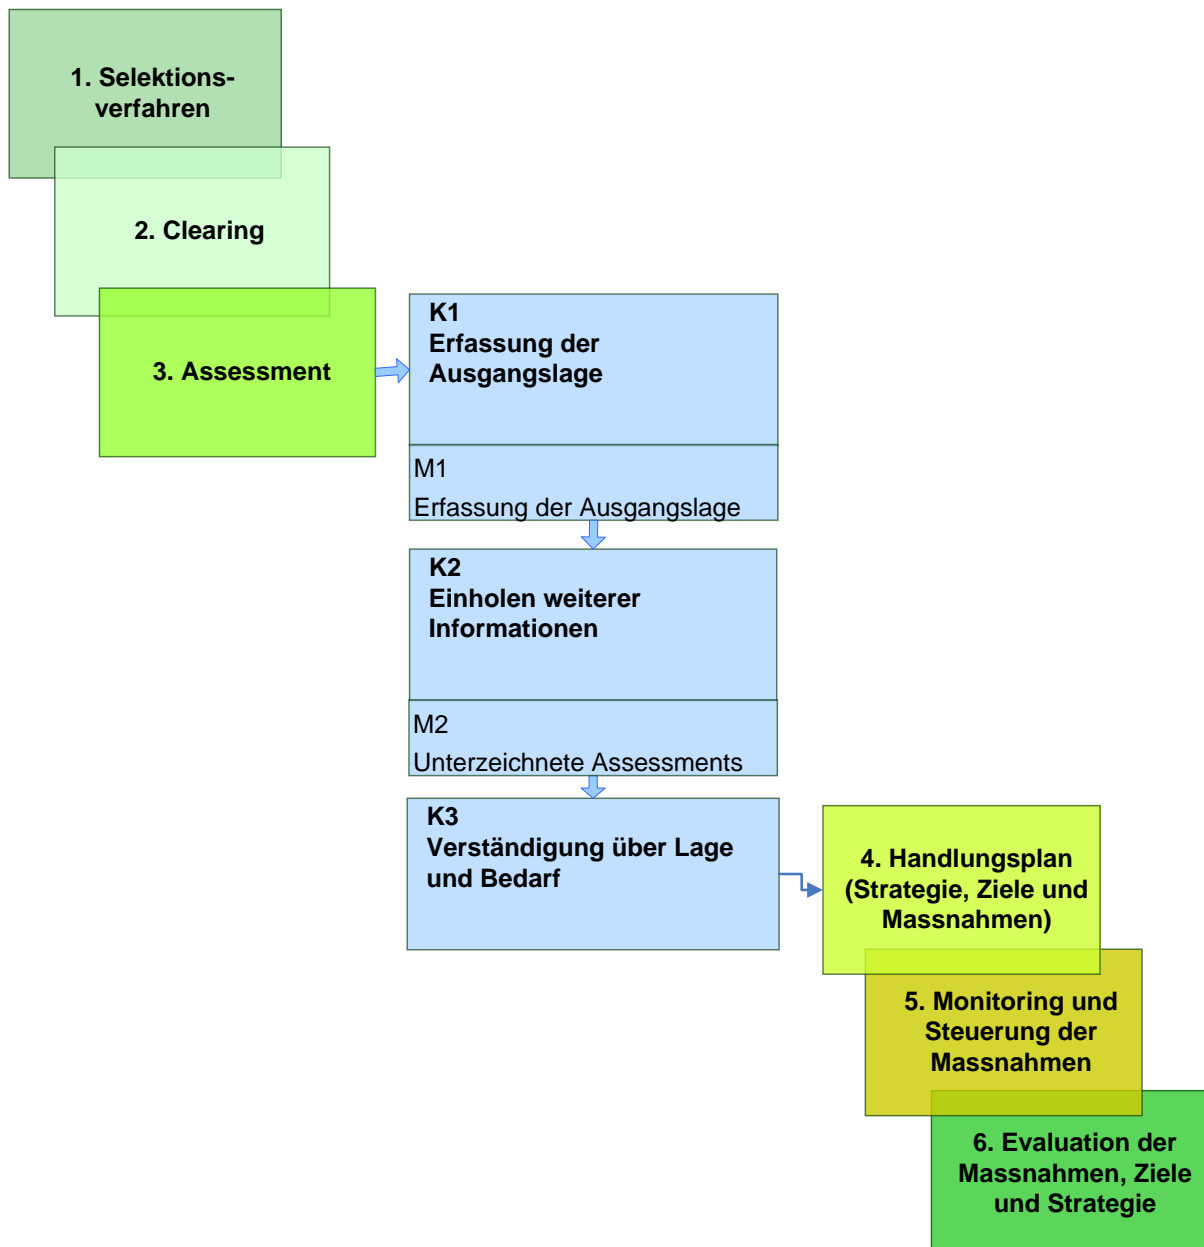 1. Selektions-
verfahren
2. Clearing
3. Assessment
K1
Erfassung der
Ausgangslage
M1
Erfassung der Ausgangslage
K2
Einholen weiterer
Informationen
M2
Unterzeichnete Assessments
K3
Verständigung über Lage
und Bedarf
4. Handlungsplan
(Strategie, Ziele und
Massnahmen)
5. Monitoring und
Steuerung der
Massnahmen
6. Evaluation der
Massnahmen, Ziele
und Strategie